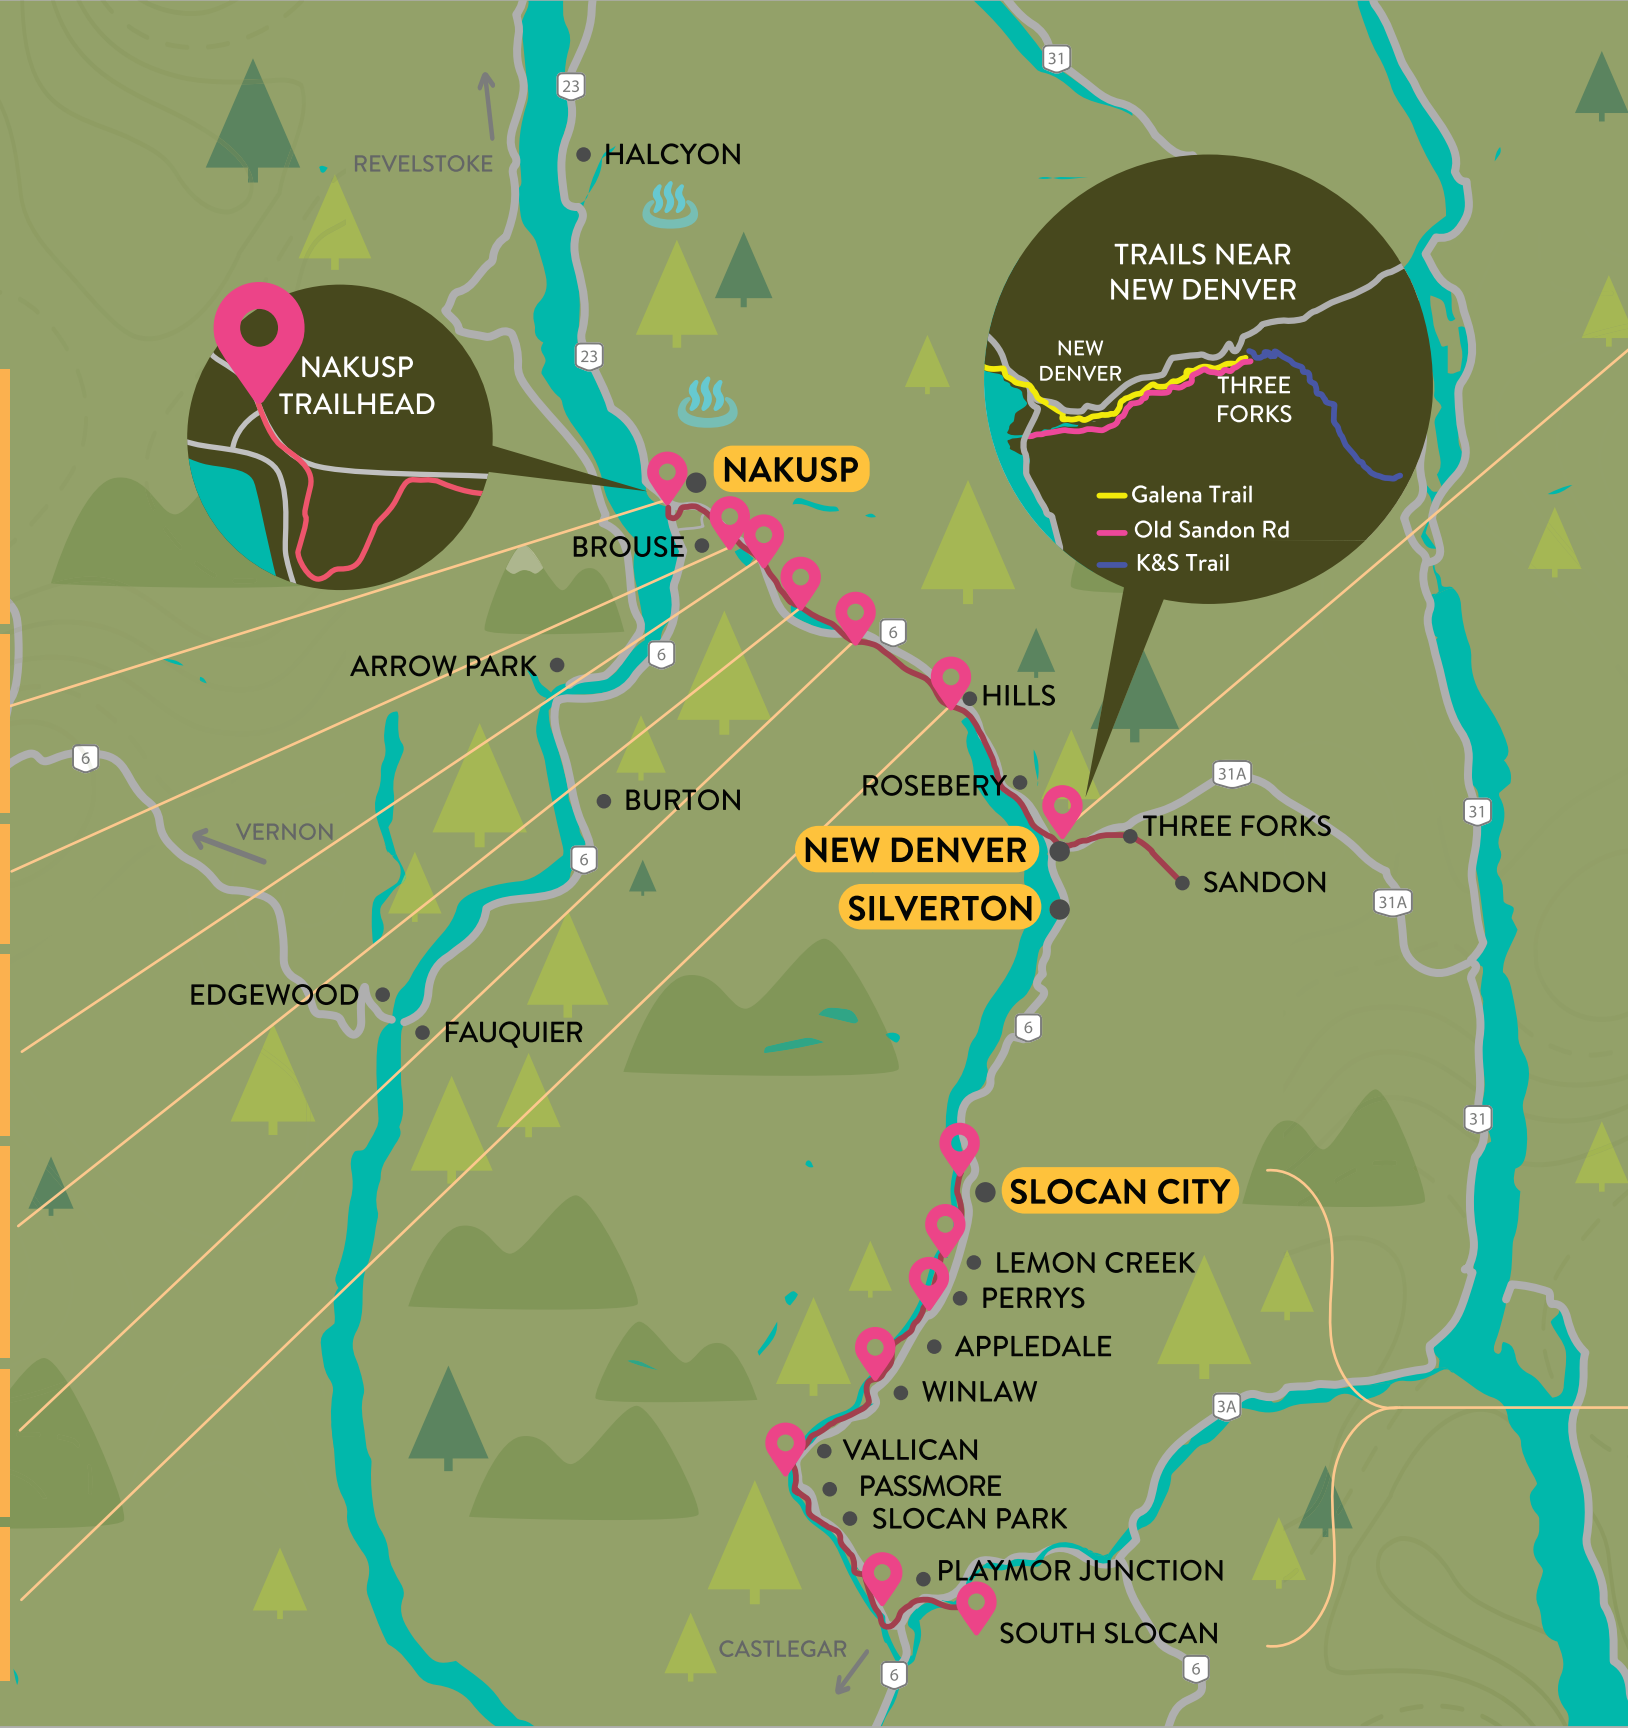 31
23
HALCYON
REVELSTOKE
TRAILS NEAR
NEW DENVER
23
NEW
DENVER
THREE
FORKS
NAKUSP
TRAILHEAD
NAKUSP
Galena Trail
Old Sandon Rd
K&S Trail
BROUSE
6
6
ARROW PARK
HILLS
6
31A
ROSEBERY
BURTON
31
VERNON
THREE FORKS
NEW DENVER
6
SANDON
31A
SILVERTON
EDGEWOOD
FAUQUIER
6
31
SLOCAN CITY
LEMON CREEK
PERRYS
APPLEDALE
WINLAW
3A
VALLICAN
PASSMORE
SLOCAN PARK
PLAYMOR JUNCTION
SOUTH SLOCAN
CASTLEGAR
6
6